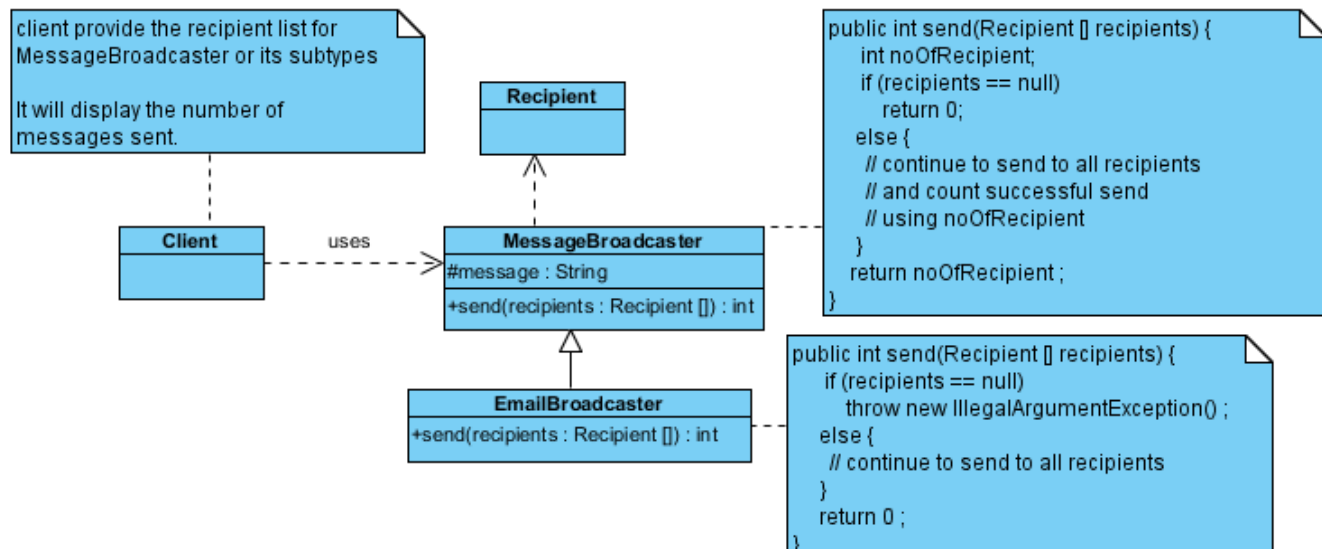 client provide the recipient list for
MessageBroadcaster or its subtypes
It will display the number of
messages sent.
Recipient
public int send(Recipient [] recipients) {
int noOfRecipient;
if (recipients == null)
return 0;
else {
// continue to send to all recipients
// and count successful send
// using noOfRecipient
}
return noOfRecipient ;
}
Client
uses
MessageBroadcaster
#message : String
+send(recipients : Recipient []) : int
EmailBroadcaster
+send(recipients : Recipient []) : int
public int send(Recipient [] recipients) {
if (recipients == null)
throw new IllegalArgumentException() ;
else {
// continue to send to all recipients
}
return 0 ;
}